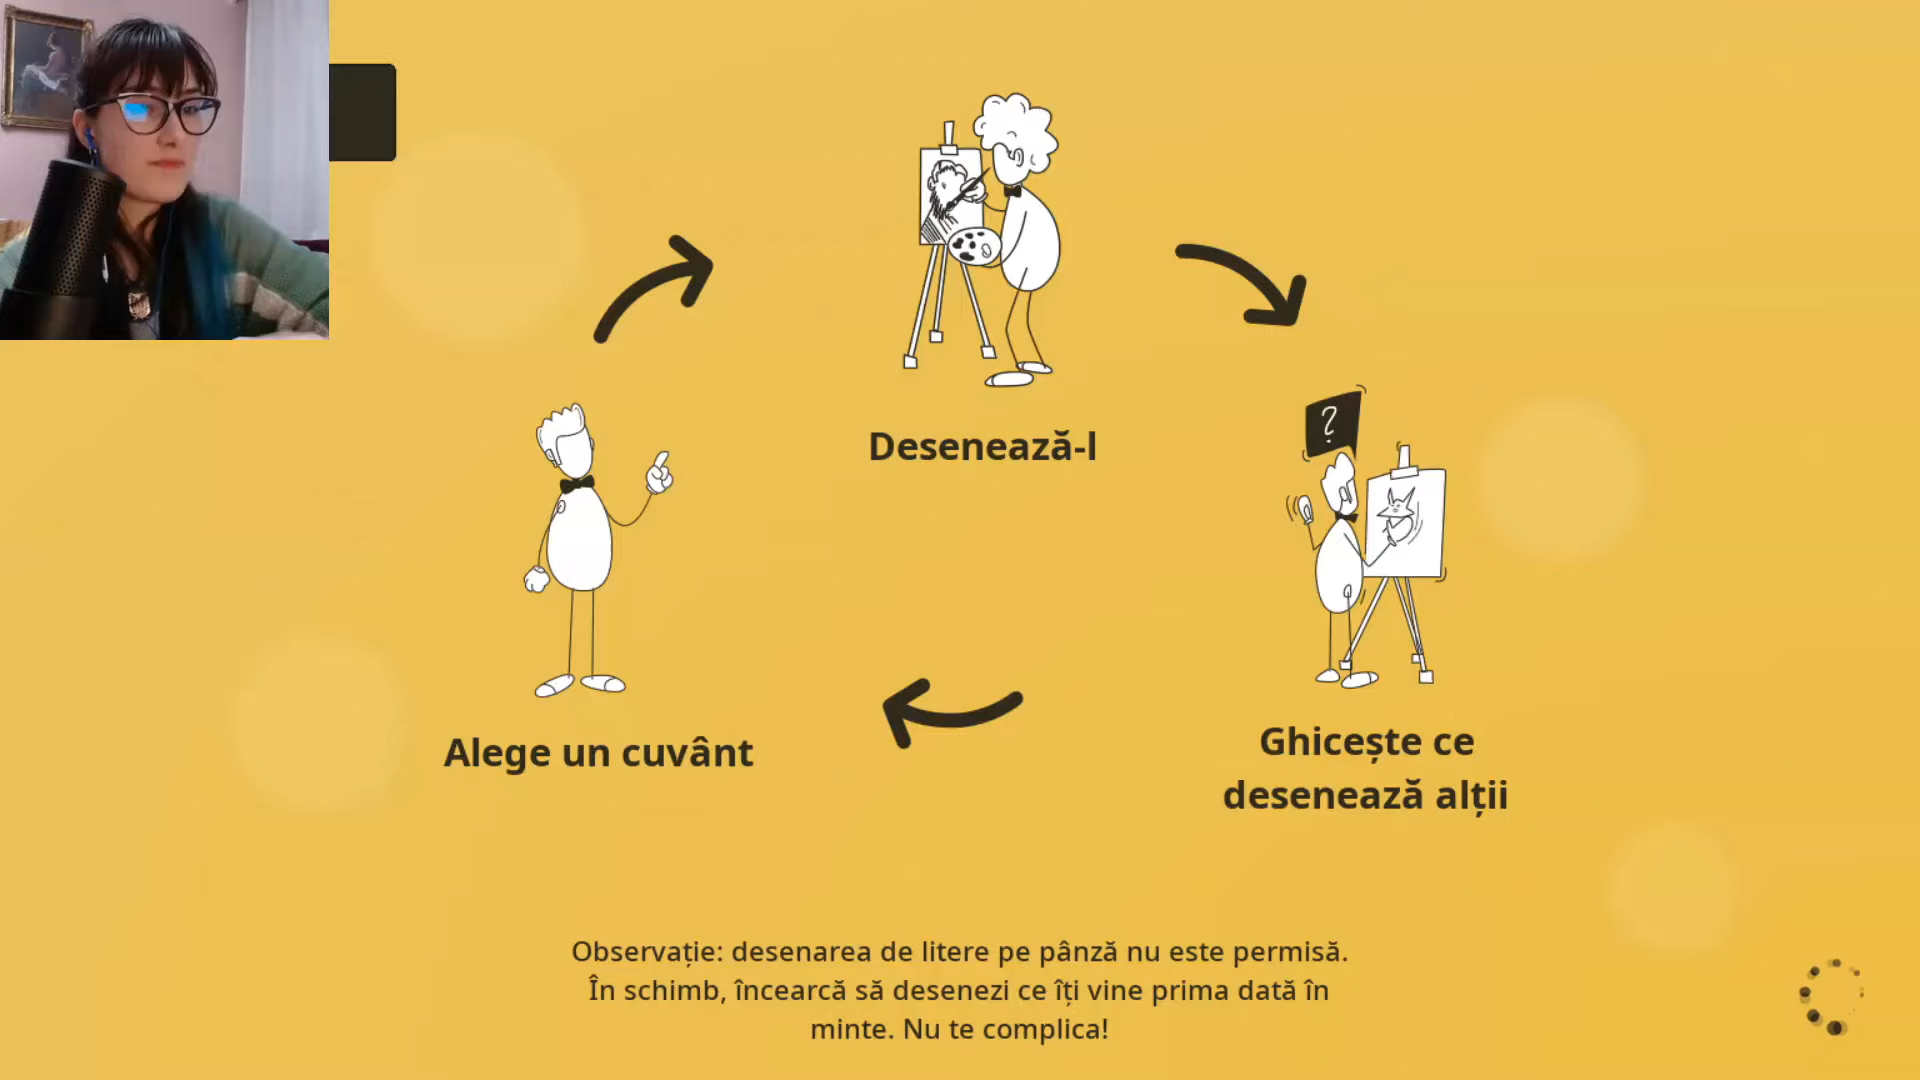 Desenează-l
?
Alege un cuvânt
Ghicește ce
desenează alții
Observație: desenarea de litere pe pânză nu este permisă.
În schimb, încearcă să desenezi ce îți vine prima dată în
minte. Nu te complica!